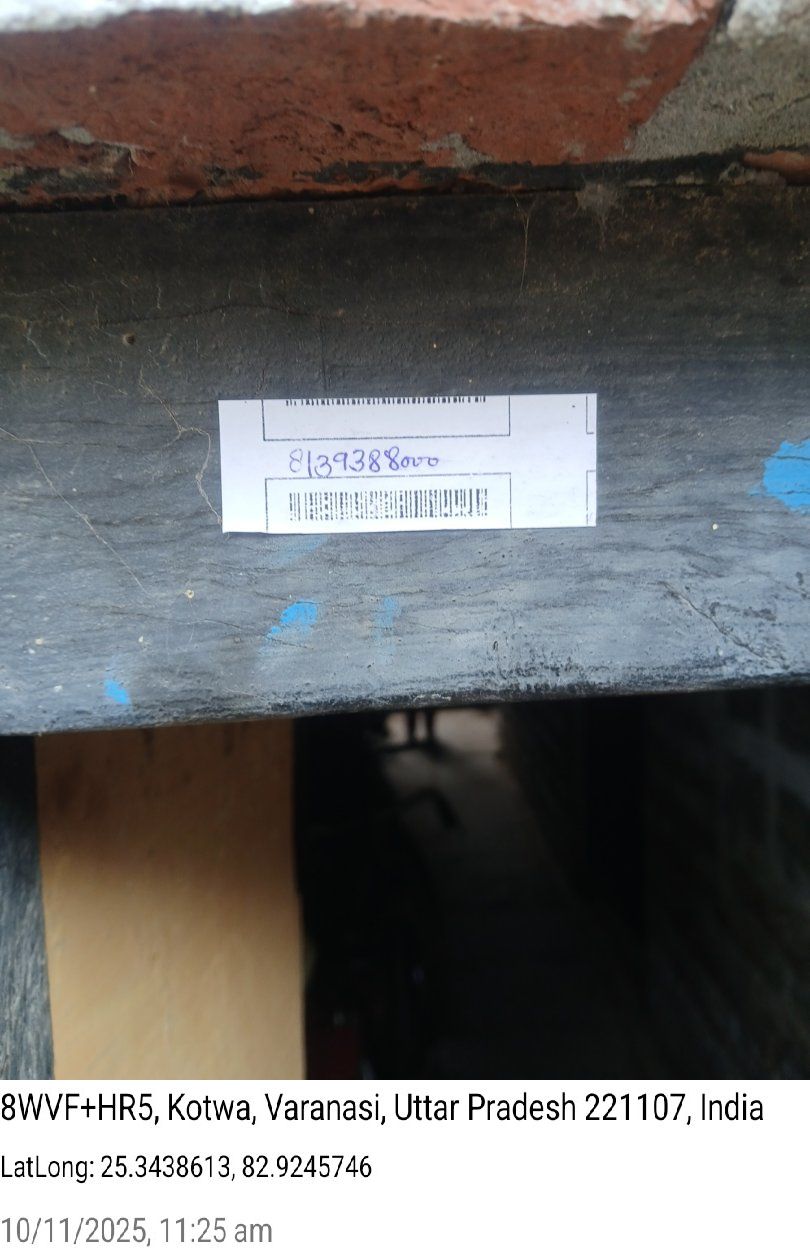 8139388000
8WVF+HR5, Kotwa, Varanasi, Uttar Pradesh 221107, India
LatLong: 25.3438613, 82.9245746
10/11/2025, 11:25 am